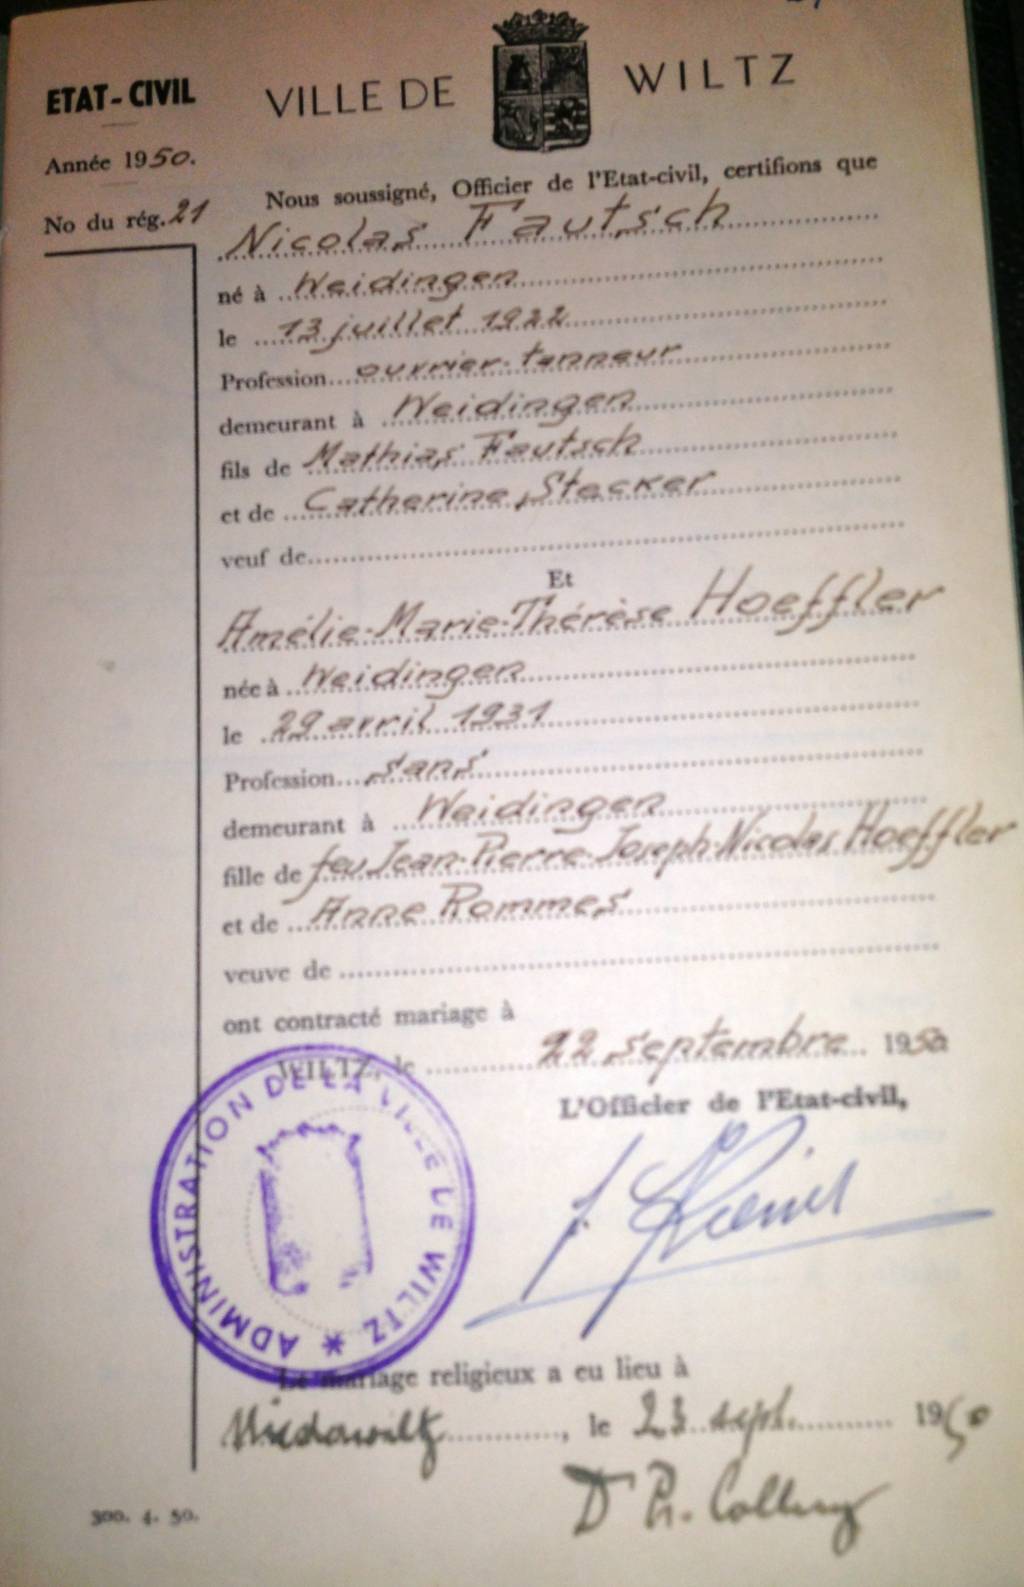 ETAT-CIVIL
VILLE DE WILTZ
Année 1950.
No du rég. 21
Nous soussigné, Officier de l'Etat-civil, certifions que
Nicolas Fautsch
né à Weidingen
le 13 juillet 1922
Profession ouvrier-tanneur
demeurant à Weidingen
fils de Mathias Fautsch
et de Catherine Stecker
veuf de
Et
Amélie-Marie-Thérèse Hoeffler
née à Weidingen
le 29 avril 1931
Profession sans
demeurant à Weidingen
fille de feu Jean-Pierre-Joseph-Nicolas Hoeffler
et de Anne Rommes
veuve de
ont contracté mariage à
WILTZ, le 22 septembre 1950
L'Officier de l'Etat-civil,
ADMINISTRATION DE LA VILLE DE WILTZ *
Le mariage religieux a eu lieu à
Niederwiltz, le 23 sept. 1950
300. 4. 50.